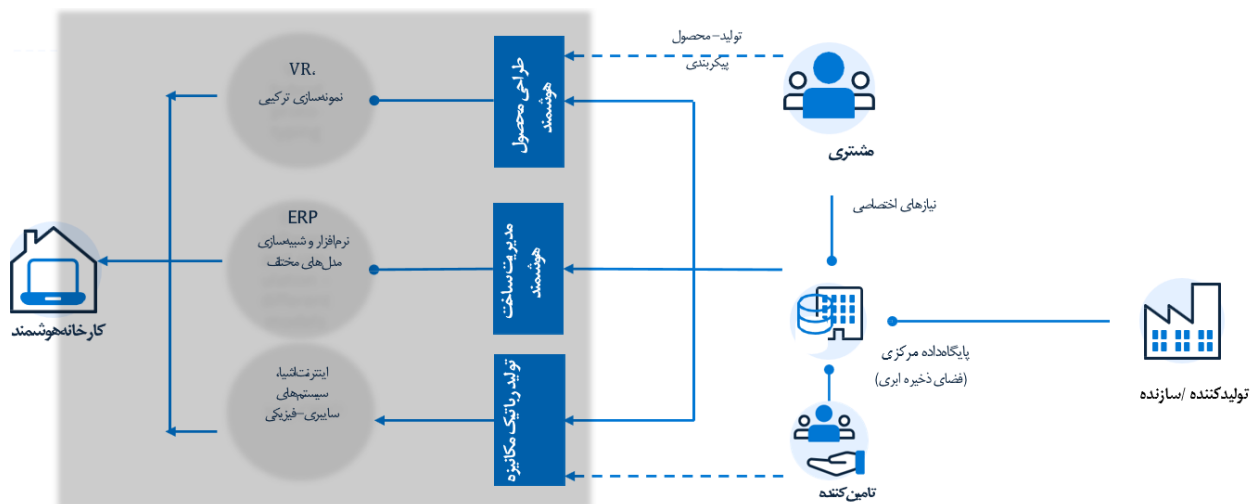 تولید-محصول
پیکربندی
مشتری
نیازهای اختصاصی
پایگاه‌داده مرکزی
(فضای ذخیره ابری)
تولیدکننده /سازنده
تامین‌کننده
طراحی محصول
هوشمند
مدیریت ساخت
هوشمند
تولید رباتیک مکانیزه
VR،
نمونه‌سازی ترکیبی
ERP
نرم‌افزار و شبیه‌سازی
مدل‌های مختلف
اینترنت‌اشیا،
سیستم‌های
سایبری-فیزیکی
کارخانه‌هوشمند